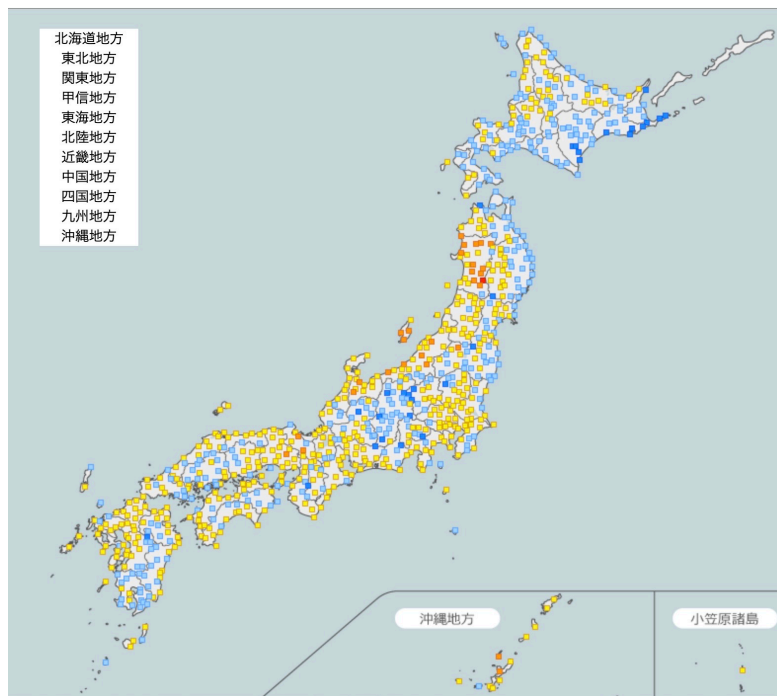 北海道地方
東北地方
関東地方
甲信地方
東海地方
北陸地方
近畿地方
中国地方
四国地方
九州地方
沖縄地方
沖縄地方
小笠原諸島